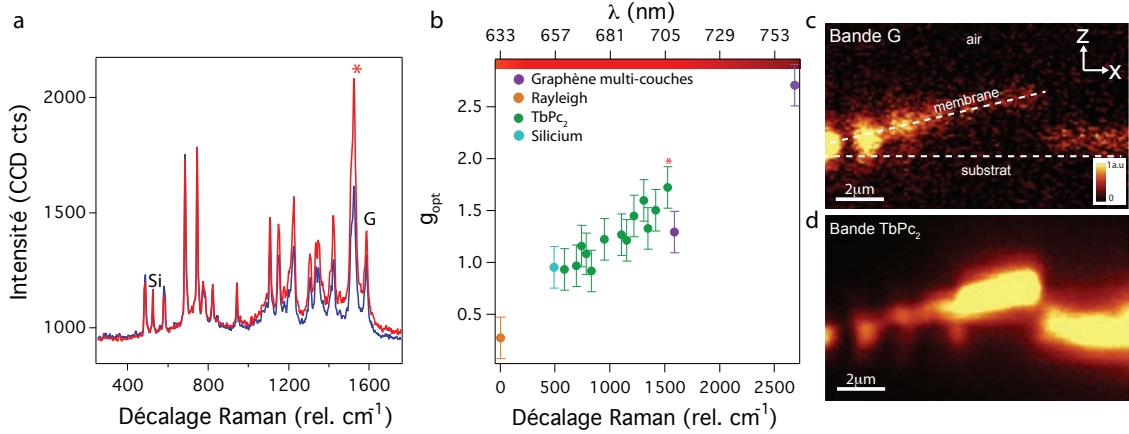 a
Intensité (CCD cts)
2000
1500
1000
*
Si
G
400
800
1200
1600
Décalage Raman (rel. cm-1)
b
λ (nm)
633
657
681
705
729
753
gopt
2.5
2.0
1.5
1.0
0.5
Graphène multi-couches
Rayleigh
TbPc2
Silicium
*
0
500
1000
1500
2000
2500
Décalage Raman (rel. cm-1)
c
Bande G
air
Z
X
membrane
substrat
2µm
1a.u
0
d
Bande TbPc2
2µm